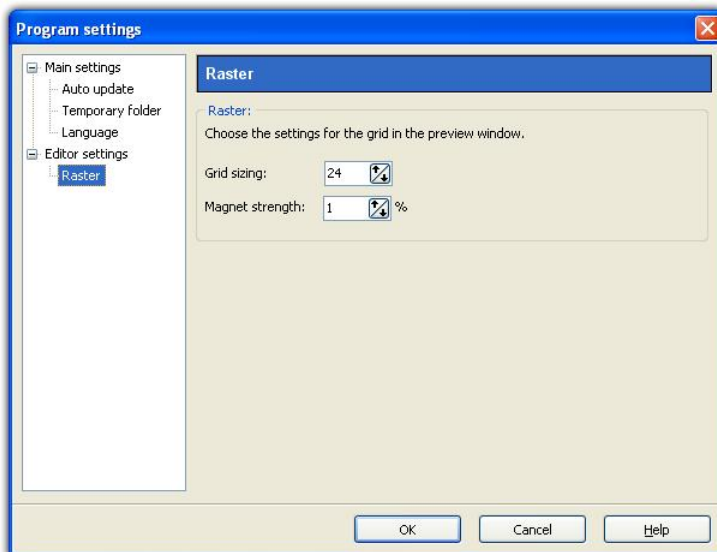 Program settings
Main settings
Auto update
Temporary folder
Language
Editor settings
Raster
Raster
Raster:
Choose the settings for the grid in the preview window.
Grid sizing: 24
Magnet strength: 1 %
OK Cancel Help